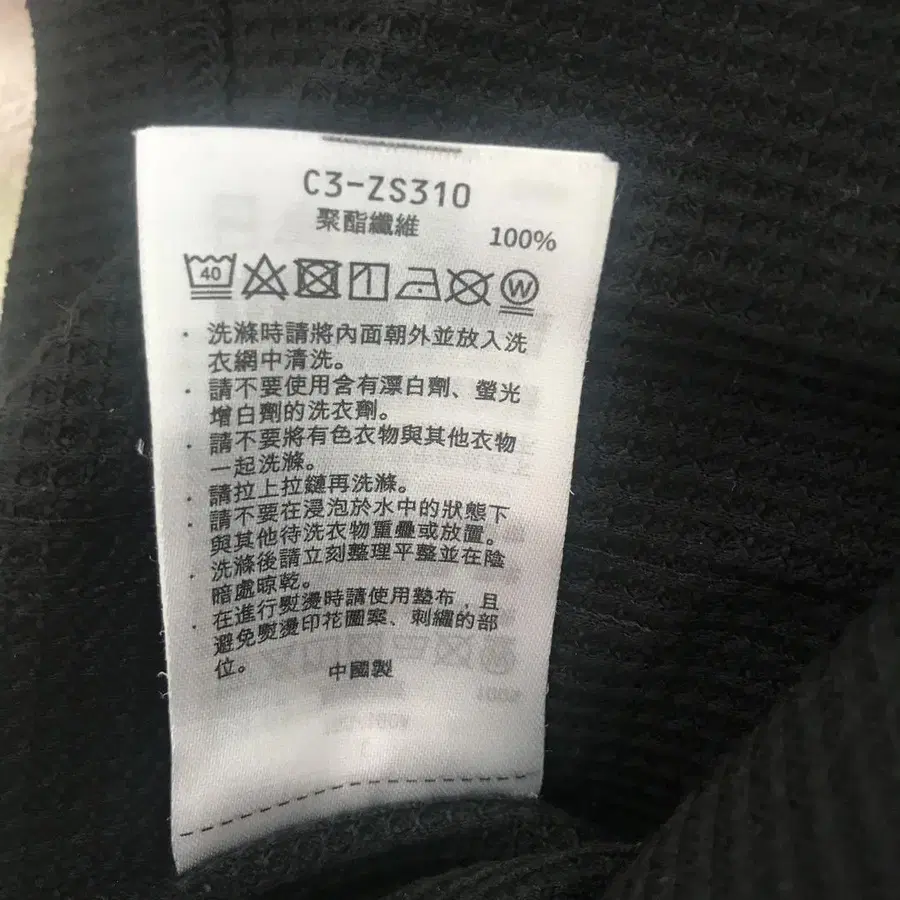 C3-ZS310
聚酯纖維 100%
40
W
· 洗滌時請將內面朝外並放入洗
衣網中清洗。
· 請不要使用含有漂白劑、螢光
增白劑的洗衣劑。
· 請不要將有色衣物與其他衣物
一起洗滌。
· 請拉上拉鏈再洗滌。
· 請不要在浸泡於水中的狀態下
與其他待洗衣物重疊或放置。
· 洗滌後請立刻整理平整並在陰
暗處晾乾。
· 在進行熨燙時請使用墊布，且
避免熨燙印花圖案、刺繡的部
位。
中國製